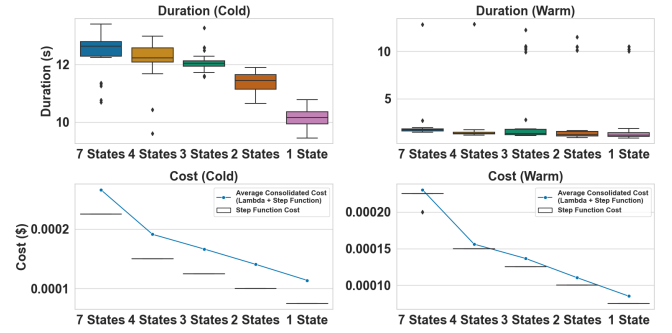 Duration (Cold)
Duration (s)
12
10
7 States 4 States 3 States 2 States 1 State
Duration (Warm)
10
5
7 States 4 States 3 States 2 States 1 State
Cost (Cold)
Cost ($)
0.0002
0.0001
Average Consolidated Cost
(Lambda + Step Function)
Step Function Cost
7 States 4 States 3 States 2 States 1 State
Cost (Warm)
0.00020
0.00015
0.00010
Average Consolidated Cost
(Lambda + Step Function)
Step Function Cost
7 States 4 States 3 States 2 States 1 State